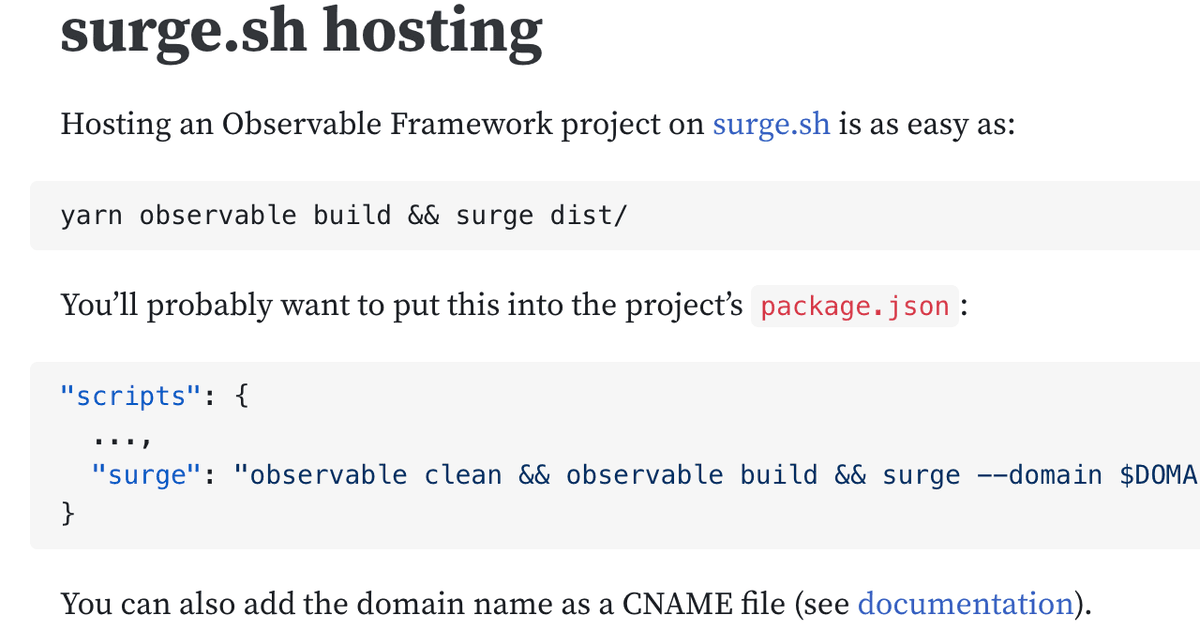 surge.sh hosting
Hosting an Observable Framework project on surge.sh is as easy as:
yarn observable build && surge dist/
You’ll probably want to put this into the project’s package.json:
"scripts": {
...,
"surge": "observable clean && observable build && surge --domain $DOMA
}
You can also add the domain name as a CNAME file (see documentation).